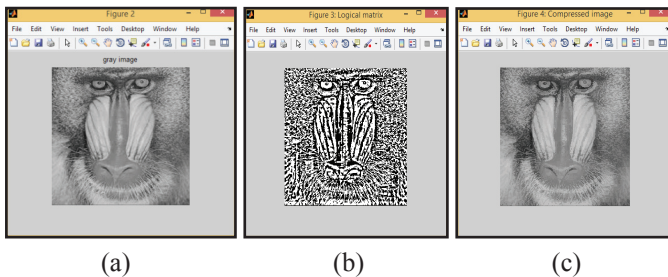 Figure 2
File Edit View Insert Tools Desktop Window Help
gray image
(a)
Figure 3: Logical matrix
File Edit View Insert Tools Desktop Window Help
(b)
Figure 4: Compressed image
File Edit View Insert Tools Desktop Window Help
(c)